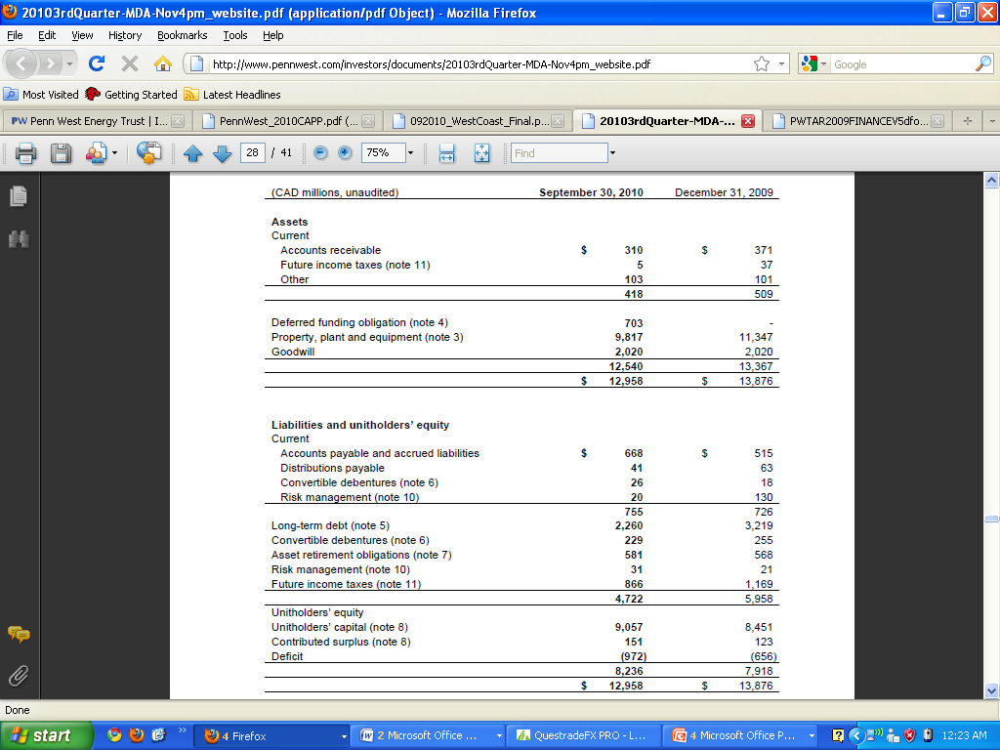 20103rdQuarter-MDA-Nov4pm_website.pdf (application/pdf Object) - Mozilla Firefox
File Edit View History Bookmarks Tools Help
http://www.pennwest.com/investors/documents/20103rdQuarter-MDA-Nov4pm_website.pdf Google
Most Visited Getting Started Latest Headlines
PW Penn West Energy Trust | I... PennWest_2010CAPP.pdf (... 092010_WestCoast_Final.p... 20103rdQuarter-MDA-... PWTAR2009FINANCEV5dfo...
28 / 41 75% Find
(CAD millions, unaudited) September 30, 2010 December 31, 2009
Assets
Current
Accounts receivable $ 310 $ 371
Future income taxes (note 11) 5 37
Other 103 101
418 509
Deferred funding obligation (note 4) 703 -
Property, plant and equipment (note 3) 9,817 11,347
Goodwill 2,020 2,020
12,540 13,367
$ 12,958 $ 13,876
Liabilities and unitholders' equity
Current
Accounts payable and accrued liabilities $ 668 $ 515
Distributions payable 41 63
Convertible debentures (note 6) 26 18
Risk management (note 10) 20 130
755 726
Long-term debt (note 5) 2,260 3,219
Convertible debentures (note 6) 229 255
Asset retirement obligations (note 7) 581 568
Risk management (note 10) 31 21
Future income taxes (note 11) 866 1,169
4,722 5,958
Unitholders' equity
Unitholders' capital (note 8) 9,057 8,451
Contributed surplus (note 8) 151 123
Deficit (972) (656)
8,236 7,918
$ 12,958 $ 13,876
Done
start 4 Firefox 2 Microsoft Office ... QuestradeFX PRO - L... 4 Microsoft Office P... 12:23 AM